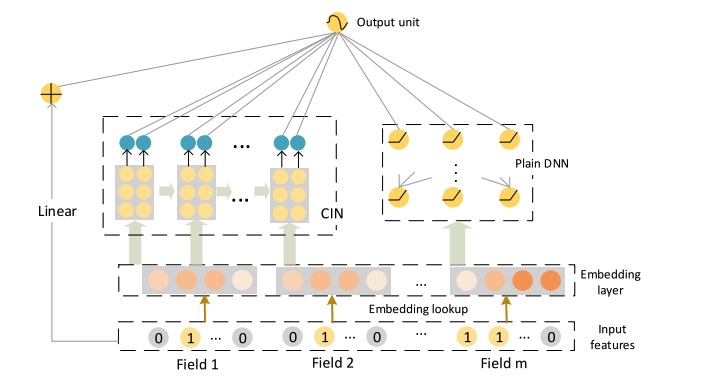 Output unit
...
Plain DNN
...
CIN
Linear
Embedding
layer
...
Embedding lookup
0 1 ... 0
0 1 ... 0
...
1 1 ... 0
Input
features
Field 1
Field 2
Field m